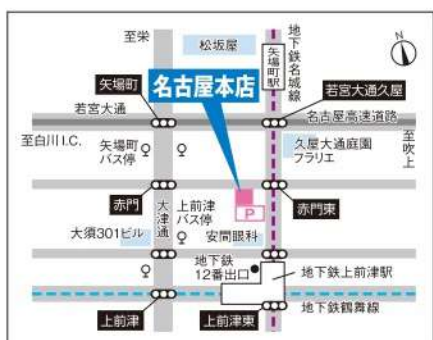 至栄
松坂屋
地下鉄名城線
矢場町駅
N
矢場町
名古屋本店
若宮大通久屋
若宮大通
名古屋高速道路
至白川I.C.
矢場町
バス停
久屋大通庭園
フラリエ
至吹上
赤門
大津通
上前津
バス停
P
赤門東
大須301ビル
安間眼科
地下鉄
12番出口
地下鉄上前津駅
上前津
上前津東
地下鉄鶴舞線